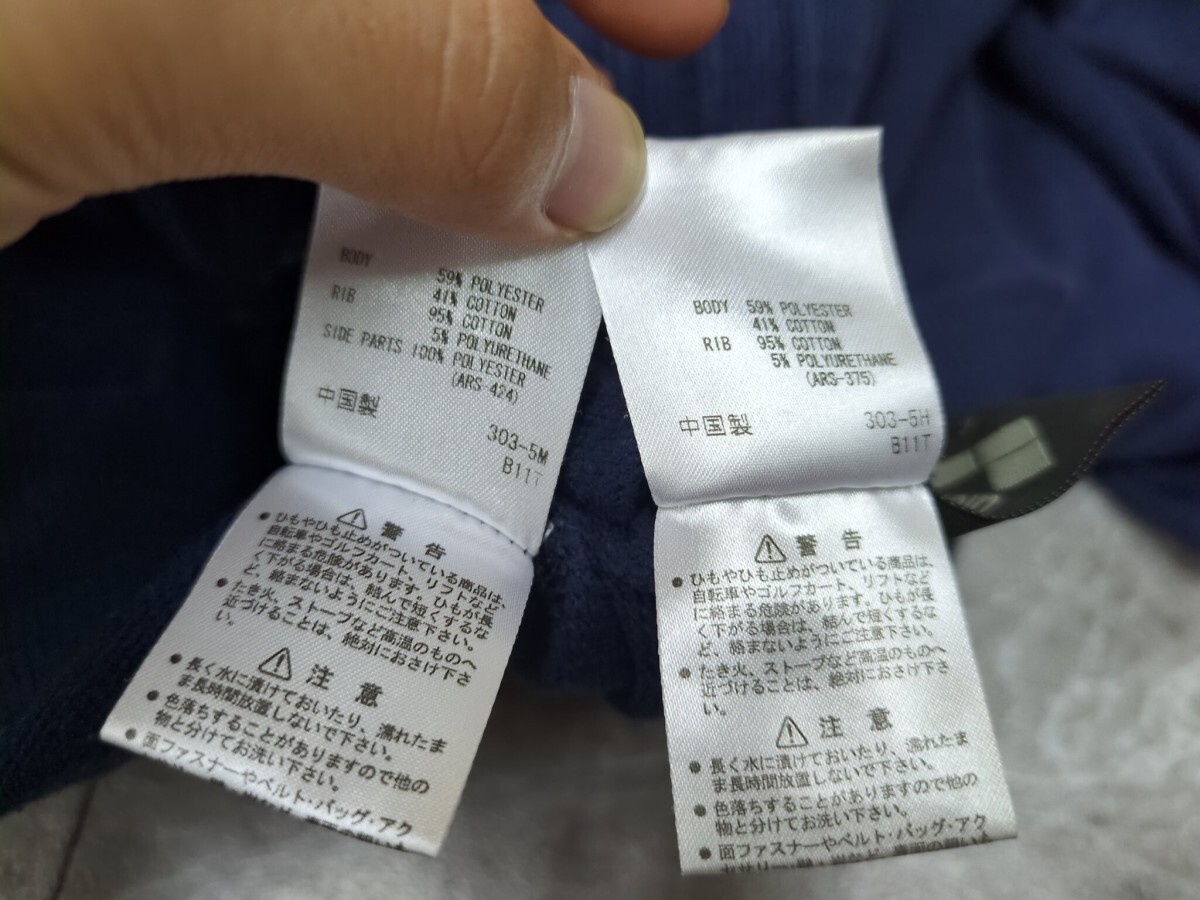 BODY 59% POLYESTER
41% COTTON
RIB 95% COTTON
5% POLYURETHANE
SIDE PARTS 100% POLYESTER
(ARS-424)
中国製 303-5M
B11T
警告
● ひもやひも止めがついている商品は、
自転車やゴルフカート、リフトなど
に絡まる危険があります。ひもが長
く下がる場合は、結んで短くするな
ど、絡まないようにご注意下さい。
● たき火、ストーブなど高温のものへ
近づけることは、絶対におさけ下さ
い。
注意
● 長く水に漬けておいたり、濡れたま
ま長時間放置しないで下さい。
● 色落ちすることがありますので他の
物と分けてお洗い下さい。
● 面ファスナーやベルト・バッグ・アク
BODY 59% POLYESTER
41% COTTON
RIB 95% COTTON
5% POLYURETHANE
(ARS-375)
中国製 303-5H
B11T
警告
● ひもやひも止めがついている商品は、
自転車やゴルフカート、リフトなど
に絡まる危険があります。ひもが長
く下がる場合は、結んで短くするな
ど、絡まないようにご注意下さい。
● たき火、ストーブなど高温のものへ
近づけることは、絶対におさけ下さ
い。
注意
● 長く水に漬けておいたり、濡れたま
ま長時間放置しないで下さい。
● 色落ちすることがありますので他の
物と分けてお洗い下さい。
● 面ファスナーやベルト・バッグ・アク